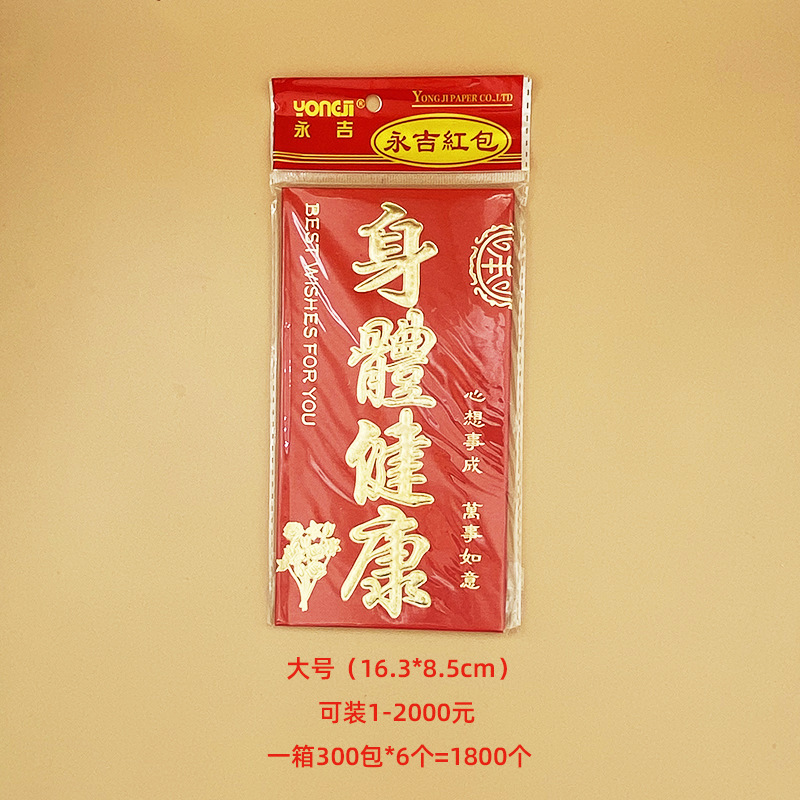 YONGJI®
永吉
YONG JI PAPER CO.,LTD
永吉紅包
BEST WISHES FOR YOU
身體健康
心想事成 萬事如意
大号（16.3*8.5cm）
可装1-2000元
一箱300包*6个=1800个